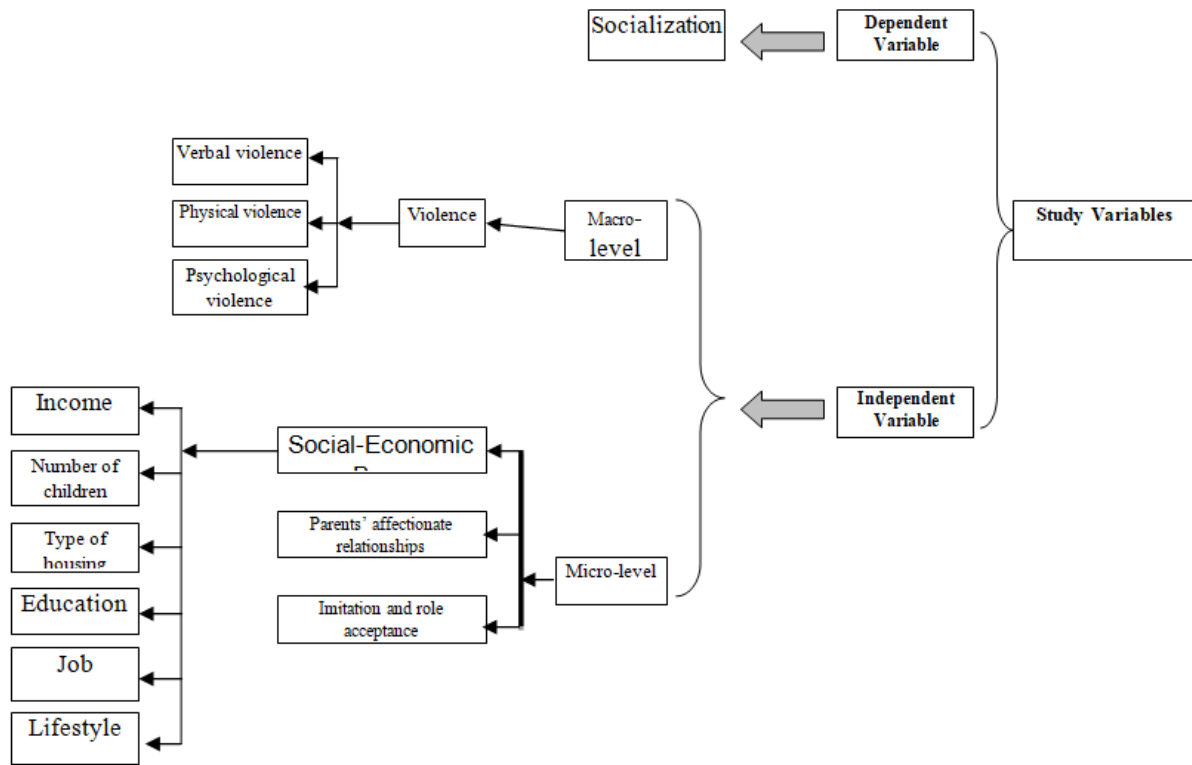 Socialization
Dependent
Variable
Verbal violence
Physical violence
Psychological
violence
Violence
Macro-
level
Study Variables
Independent
Variable
Income
Number of
children
Type of
housing
Education
Job
Lifestyle
Social-Economic
Parents’ affectionate
relationships
Imitation and role
acceptance
Micro-level